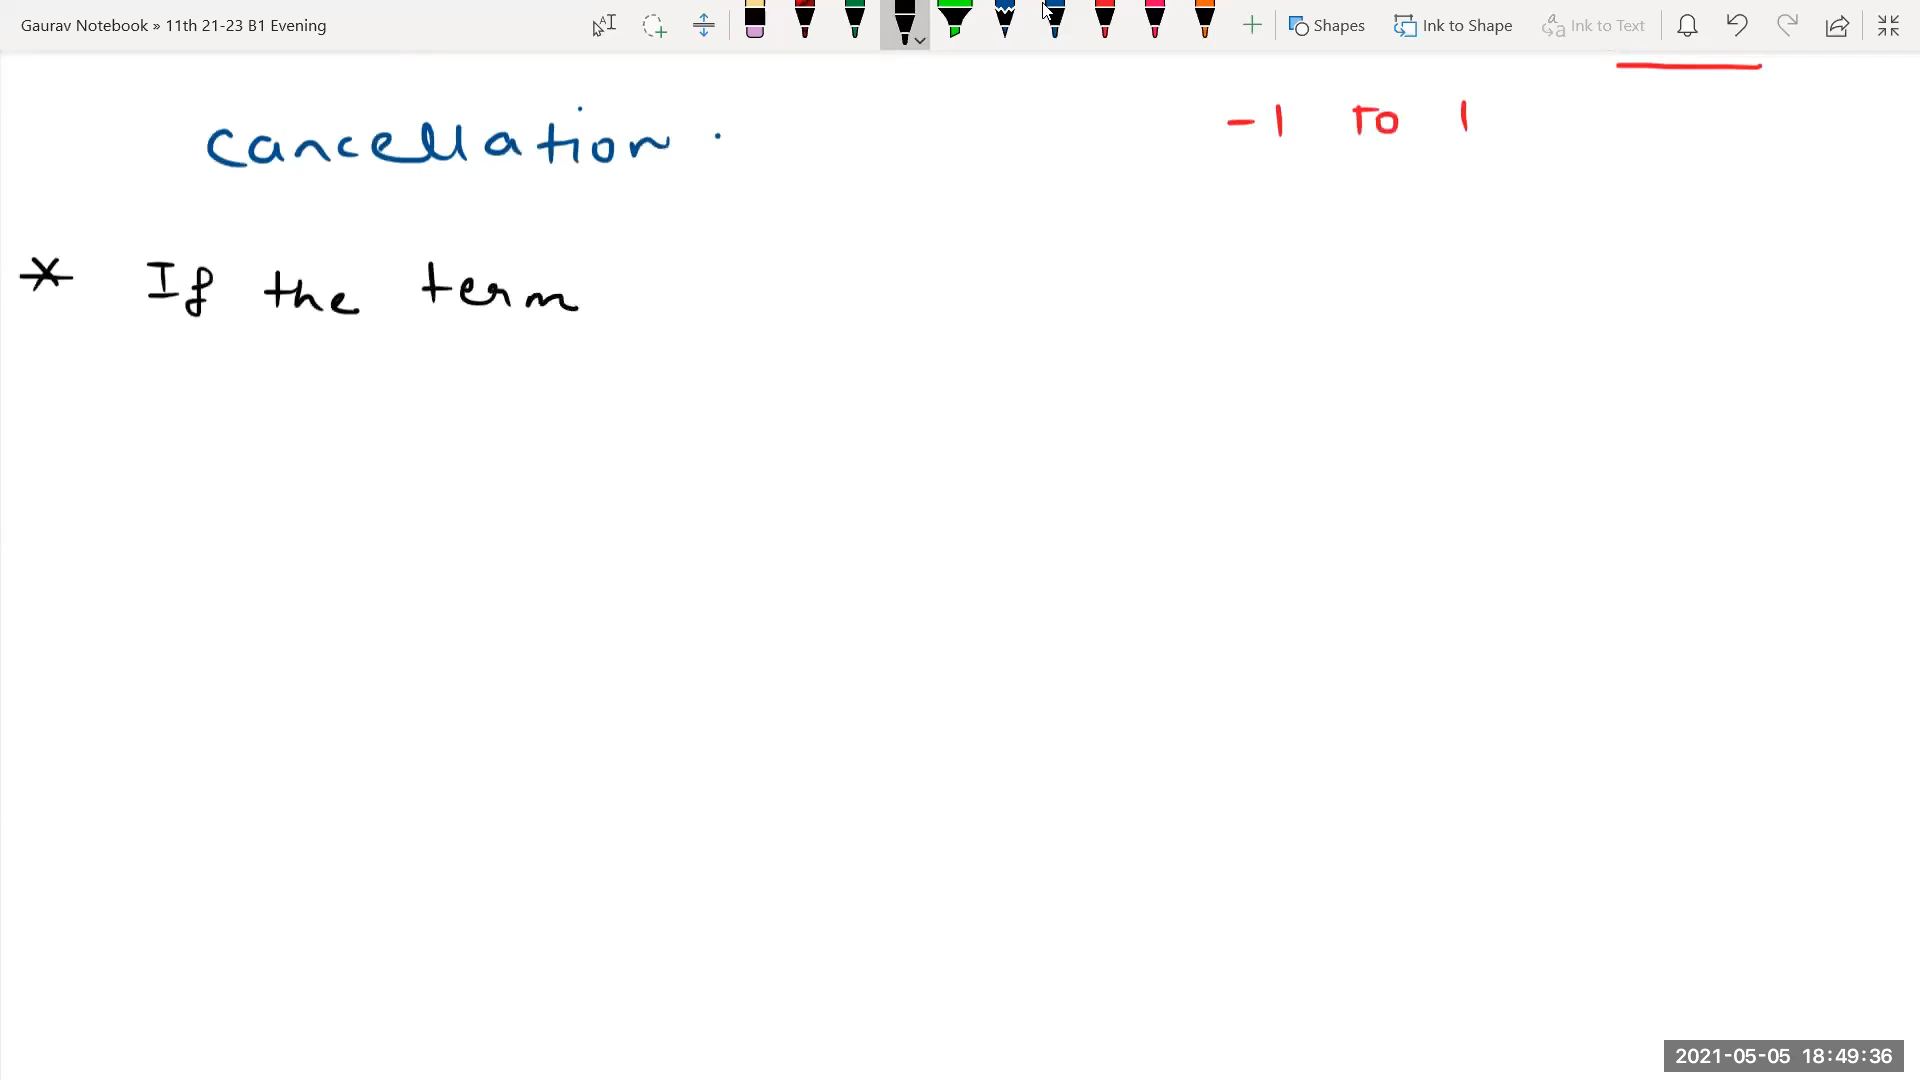 Gaurav Notebook » 11th 21-23 B1 Evening
Shapes
Ink to Shape
Ink to Text
cancellation .
-1 To 1
* If the term
2021-05-05 18:49:36